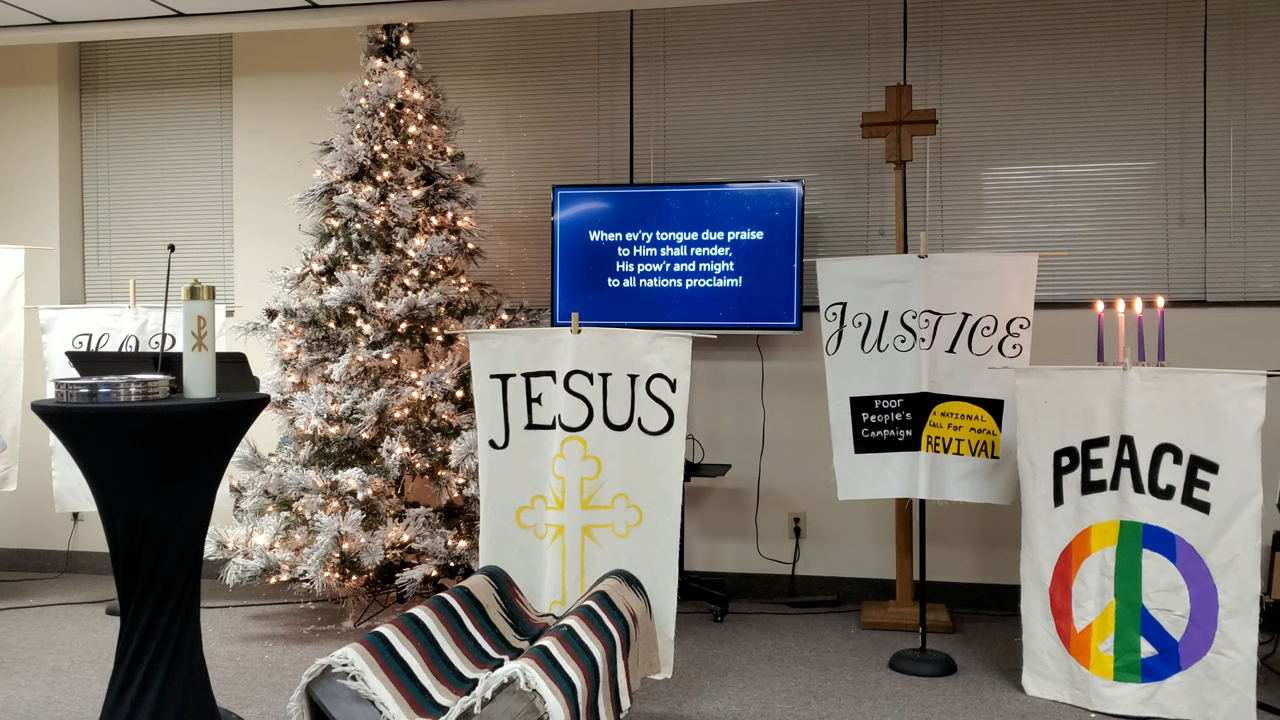 When ev'ry tongue due praise
to Him shall render,
His pow'r and might
to all nations proclaim!
JESUS
JUSTICE
POOR
People's
Campaign
A NATIONAL
CALL FOR MORAL
REVIVAL
PEACE